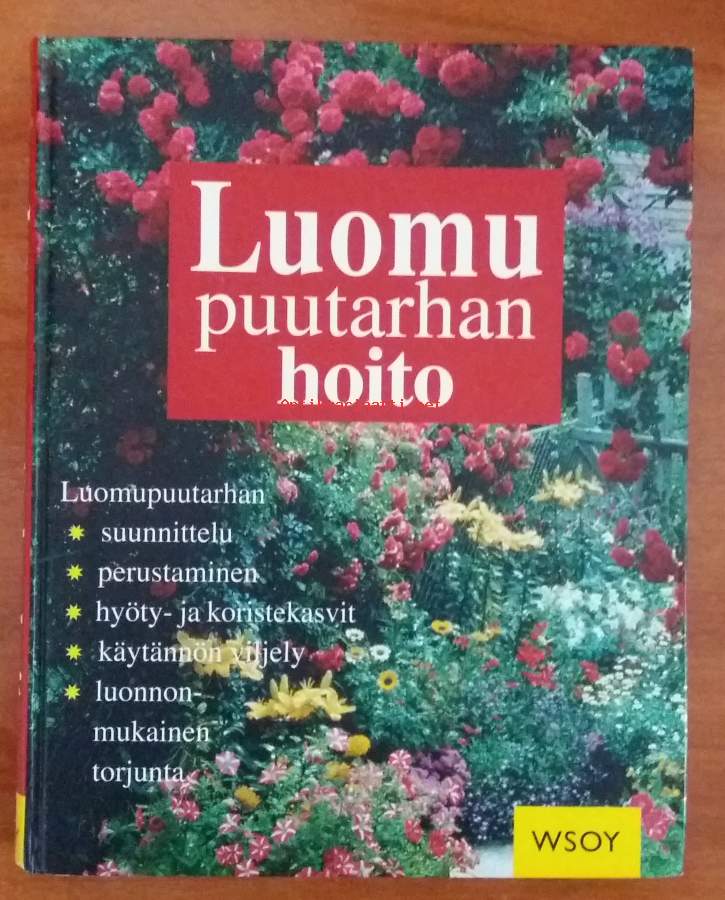 Luomu
puutarhan
hoito
Luomupuutarhan
suunnittelu
perustaminen
hyöty- ja koristekasvit
käytännön viljely
luonnon-
mukainen
torjunta
WSOY